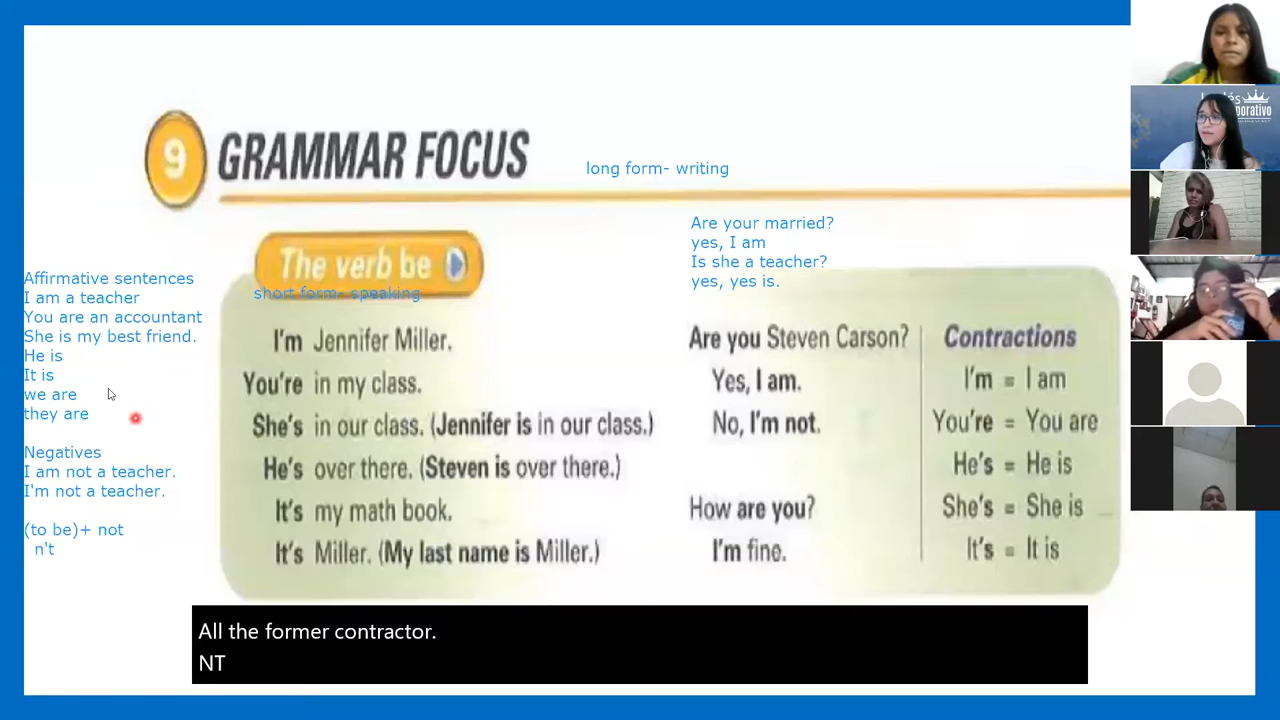 9 GRAMMAR FOCUS
long form- writing
The verb be
short form- speaking
Affirmative sentences
I am a teacher
You are an accountant
She is my best friend.
He is
It is
we are
they are
Negatives
I am not a teacher.
I'm not a teacher.
(to be)+ not
n't
I'm Jennifer Miller.
You're in my class.
She's in our class. (Jennifer is in our class.)
He's over there. (Steven is over there.)
It's my math book.
It's Miller. (My last name is Miller.)
Are your married?
yes, I am
Is she a teacher?
yes, yes is.
Are you Steven Carson?
Yes, I am.
No, I'm not.
How are you?
I'm fine.
Contractions
I'm = I am
You're = You are
He's = He is
She's = She is
It's = It is
All the former contractor.
NT